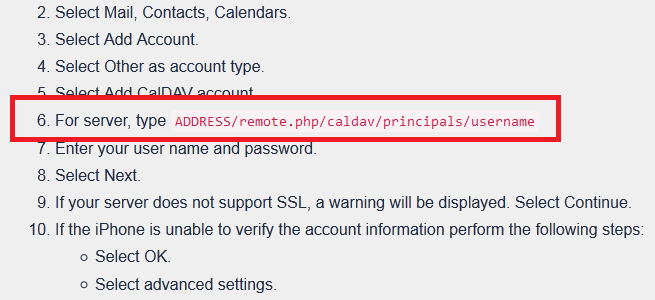 2. Select Mail, Contacts, Calendars.
3. Select Add Account.
4. Select Other as account type.
5. Select Add CalDAV account.
6. For server, type ADDRESS/remote.php/caldav/principals/username
7. Enter your user name and password.
8. Select Next.
9. If your server does not support SSL, a warning will be displayed. Select Continue.
10. If the iPhone is unable to verify the account information perform the following steps:
Select OK.
Select advanced settings.